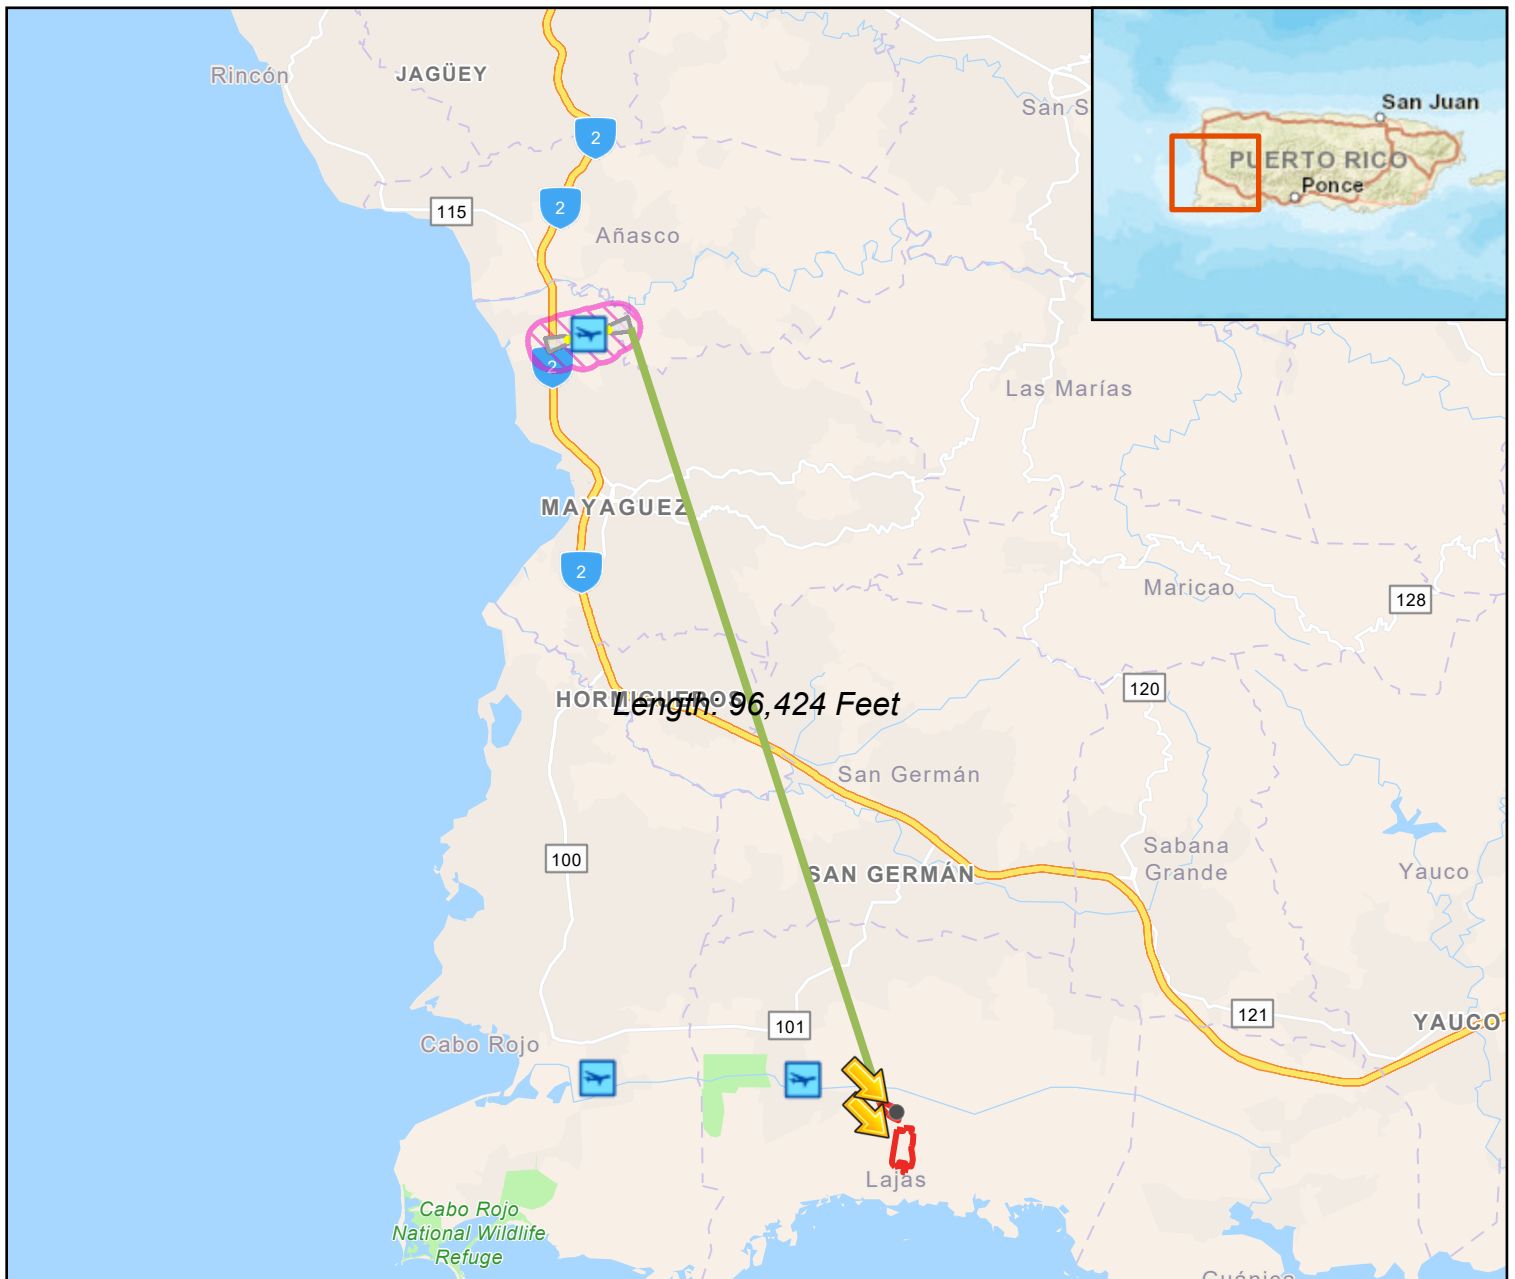 Rincón
JAGÜEY
San S
San Juan
PUERTO RICO
Ponce
2
115
2
Añasco
2
Las Marías
MAYAGUEZ
2
Maricao
128
120
HORMIGUEROS
Length: 96,424 Feet
San Germán
100
Sabana
Grande
Yauco
SAN GERMÁN
101
121
YAUCO
Cabo Rojo
Lajas
Cabo Rojo
National Wildlife
Refuge
Guánica